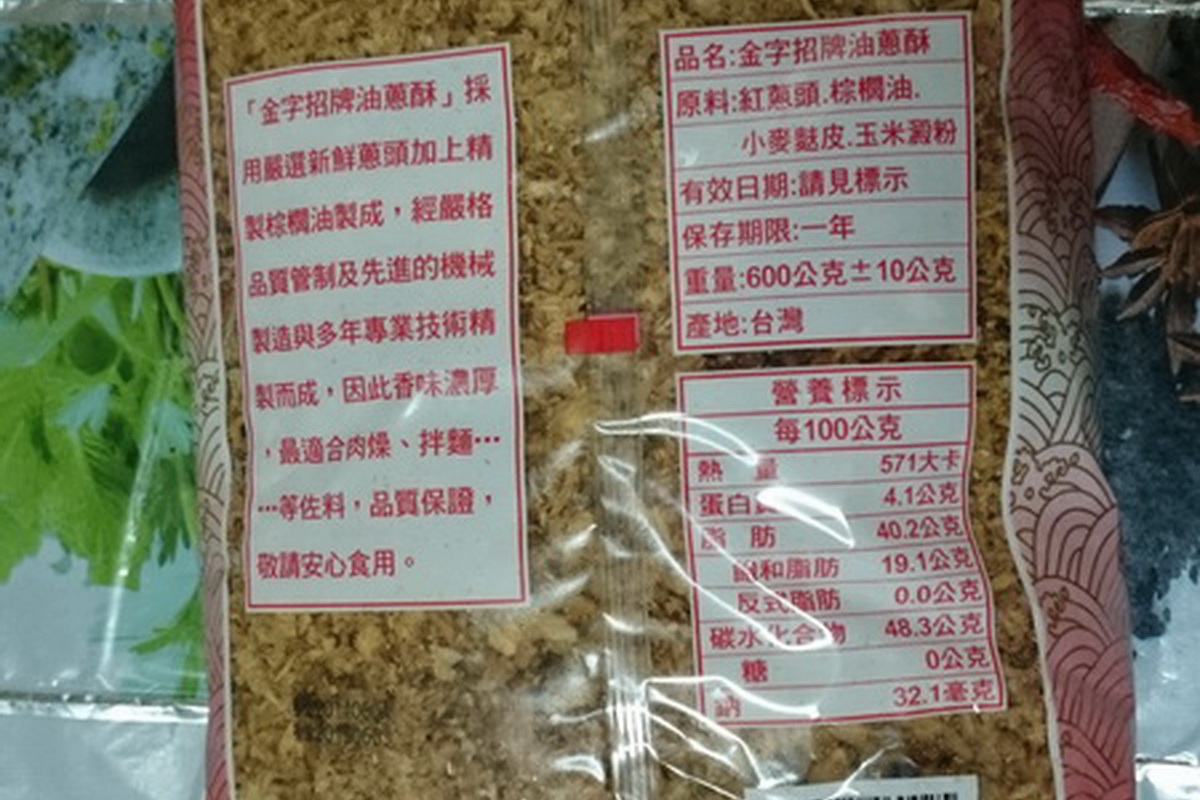 「金字招牌油蔥酥」採
用嚴選新鮮蔥頭加上精
製棕櫚油製成，經嚴格
品質管制及先進的機械
製造與多年專業技術精
製而成，因此香味濃厚
，最適合肉燥、拌麵…
…等佐料，品質保證，
敬請安心食用。
品名:金字招牌油蔥酥
原料:紅蔥頭.棕櫚油.
小麥麩皮.玉米澱粉
有效日期:請見標示
保存期限:一年
重量:600公克±10公克
產地:台灣
營養標示
每100公克
熱 量 571大卡
蛋白 4.1公克
脂 肪 40.2公克
飽和脂肪 19.1公克
反式脂肪 0.0公克
碳水化合物 48.3公克
糖 0公克
鈉 32.1毫克